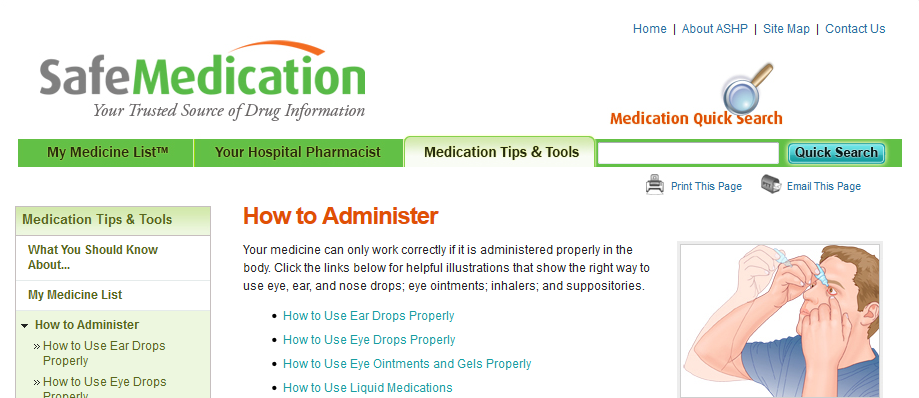 Home | About ASHP | Site Map | Contact Us
SafeMedication
Your Trusted Source of Drug Information
Medication Quick Search
My Medicine List™ Your Hospital Pharmacist Medication Tips & Tools Quick Search
Print This Page Email This Page
Medication Tips & Tools
What You Should Know
About...
My Medicine List
How to Administer
» How to Use Ear Drops
Properly
» How to Use Eye Drops
Properly
How to Administer
Your medicine can only work correctly if it is administered properly in the
body. Click the links below for helpful illustrations that show the right way to
use eye, ear, and nose drops; eye ointments; inhalers; and suppositories.
• How to Use Ear Drops Properly
• How to Use Eye Drops Properly
• How to Use Eye Ointments and Gels Properly
• How to Use Liquid Medications